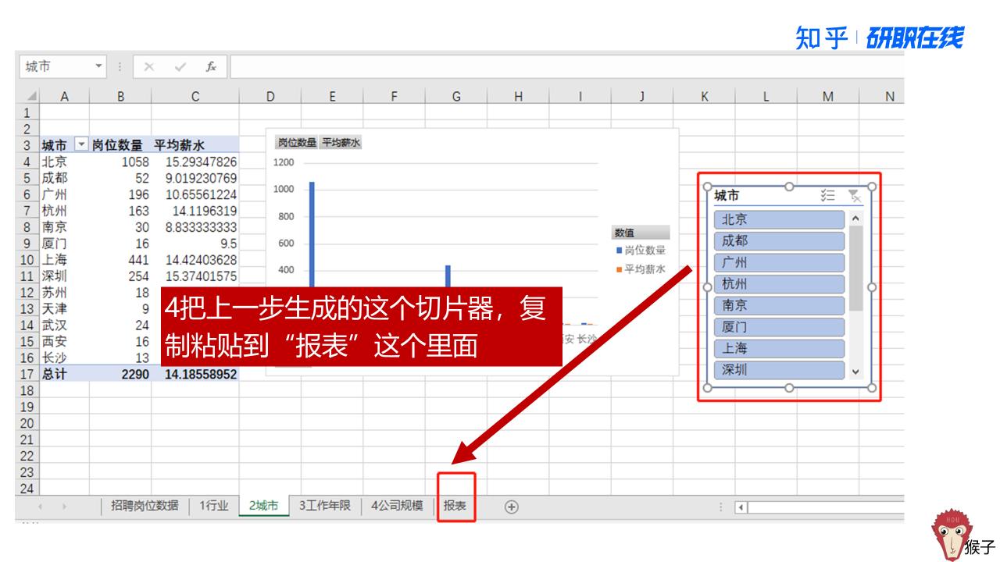 知乎 | 研职在线
城市
fx
A B C D E F G H I J K L M N
1
2
3 城市 岗位数量 平均薪水
4 北京 1058 15.29347826
5 成都 52 9.019230769
6 广州 196 10.65561224
7 杭州 163 14.1196319
8 南京 30 8.833333333
9 厦门 16 9.5
10 上海 441 14.42403628
11 深圳 254 15.37401575
12 苏州 18
13 天津 9
14 武汉 24
15 西安 16
16 长沙 13
17 总计 2290 14.18558952
18
19
20
21
22
23
24
岗位数量 平均薪水
1200
1000
800
600
400
数值
岗位数量
平均薪水
安 长沙
4把上一步生成的这个切片器，复
制粘贴到“报表”这个里面
城市
北京
成都
广州
杭州
南京
厦门
上海
深圳
招聘岗位数据 1行业 2城市 3工作年限 4公司规模 报表
HOU
猴子